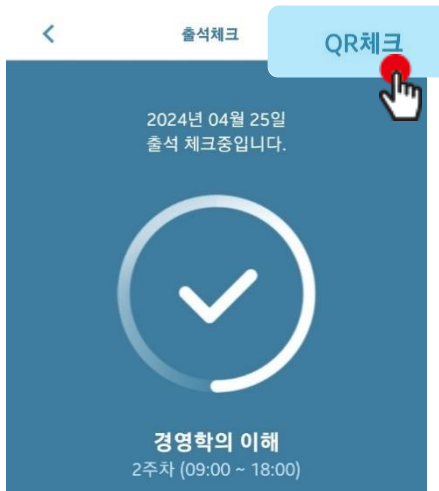 출석체크
QR체크
2024년 04월 25일
출석 체크중입니다.
경영학의 이해
2주차 (09:00 ~ 18:00)